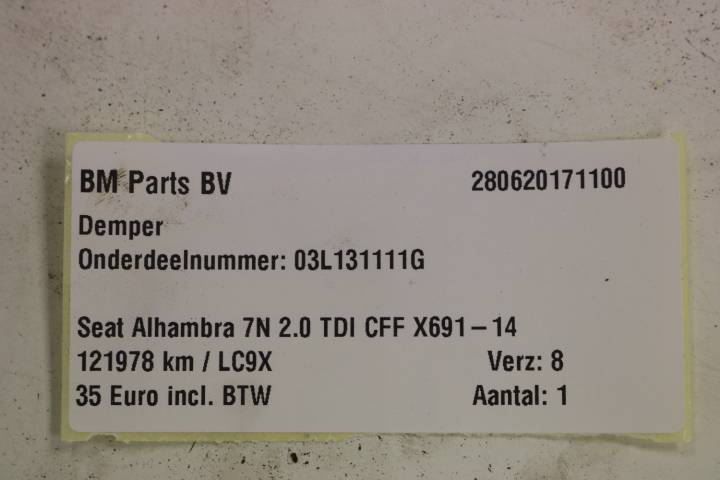 BM Parts BV 280620171100
Demper
Onderdeelnummer: 03L131111G
Seat Alhambra 7N 2.0 TDI CFF X691-14
121978 km / LC9X Verz: 8
35 Euro incl. BTW Aantal: 1